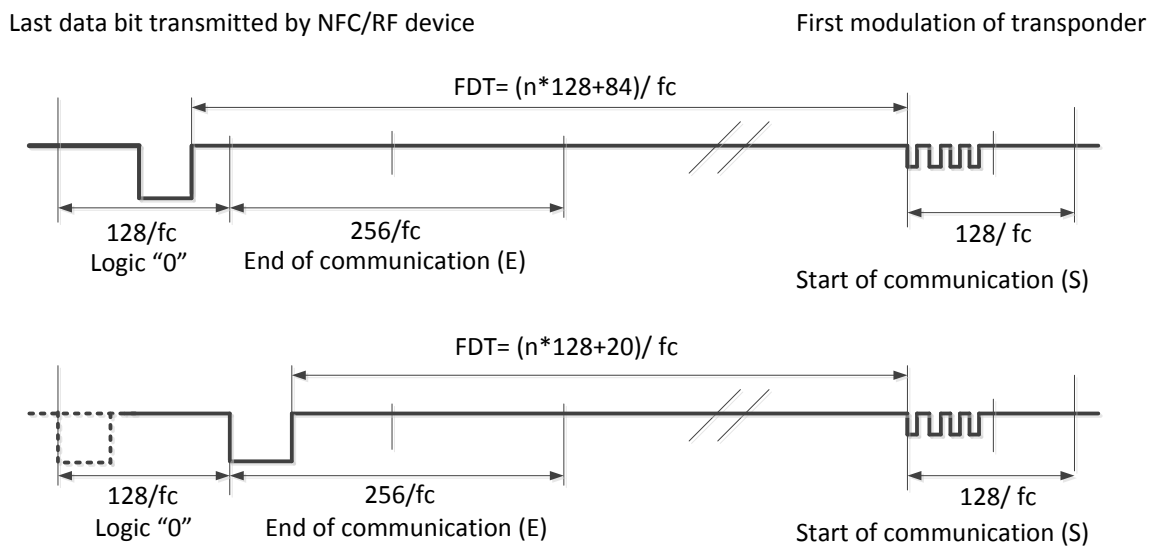 Last data bit transmitted by NFC/RF device
First modulation of transponder
FDT= (n*128+84)/ fc
128/fc
256/fc
128/ fc
Logic “0”
End of communication (E)
Start of communication (S)
FDT= (n*128+20)/ fc
128/fc
256/fc
128/ fc
Logic “0”
End of communication (E)
Start of communication (S)